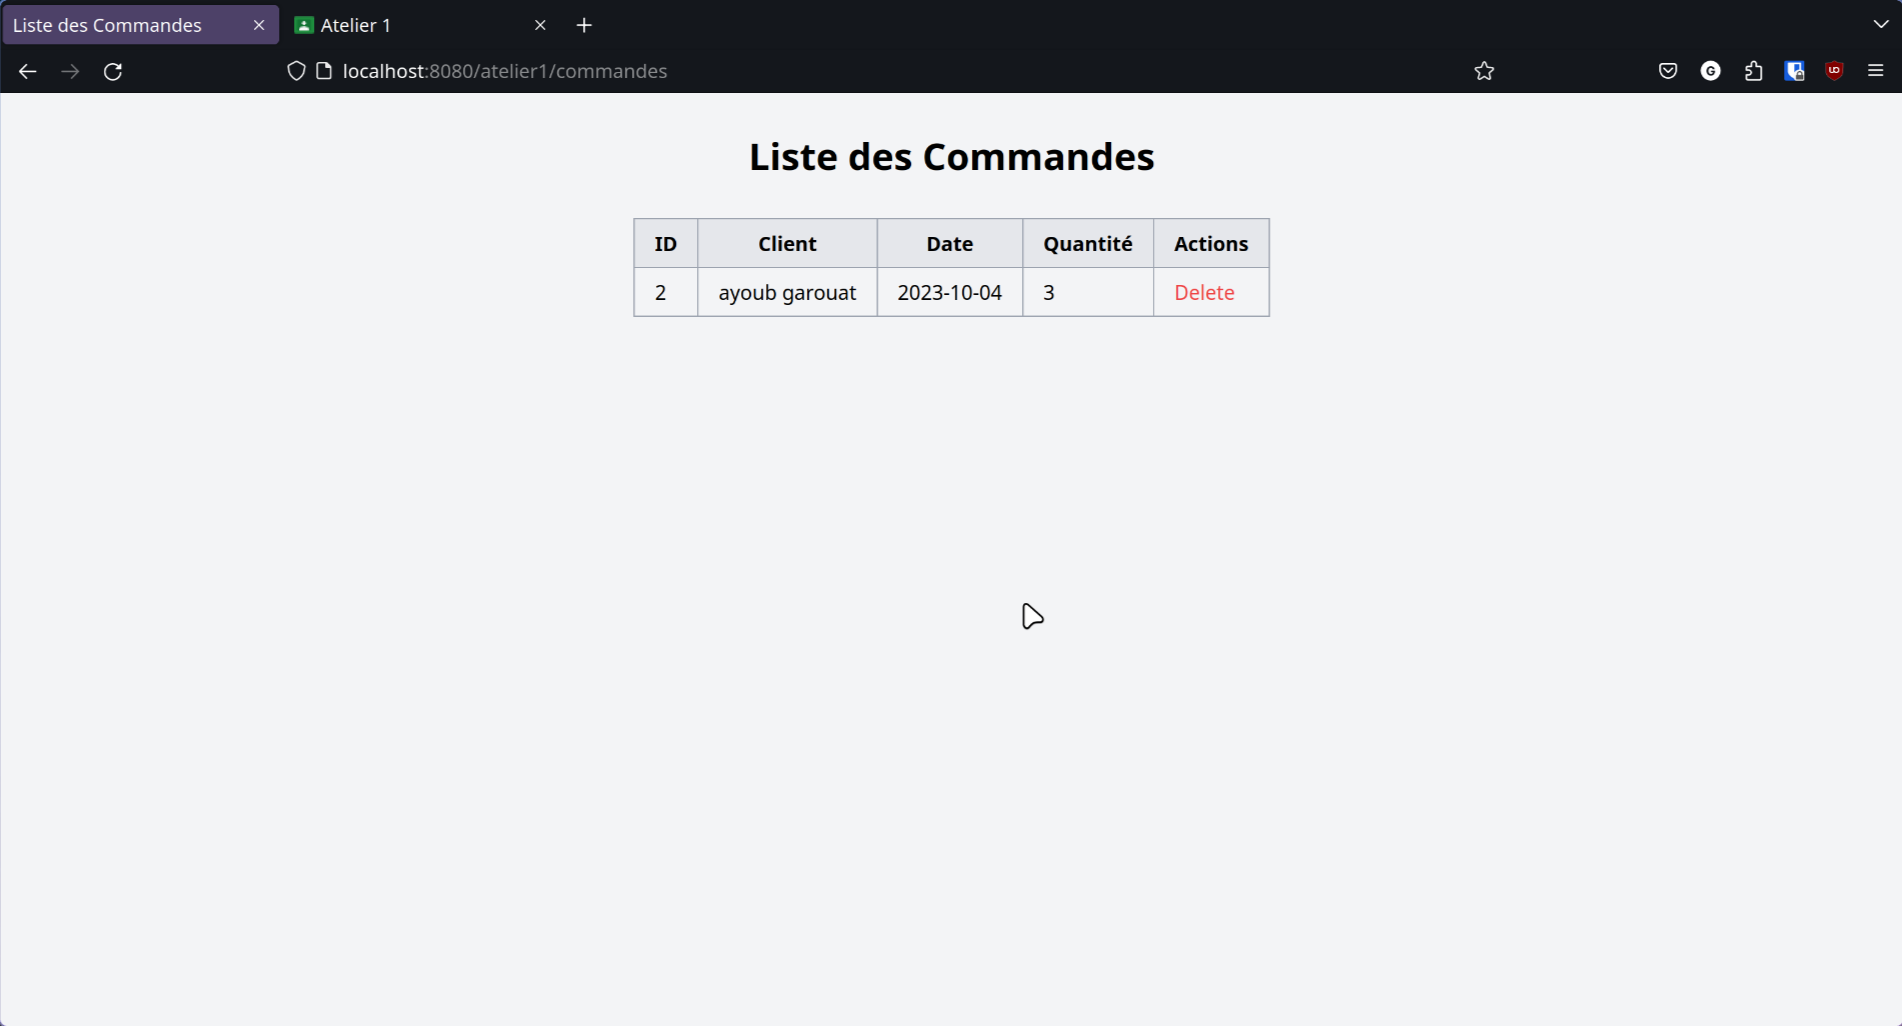 Liste des Commandes
Atelier 1
localhost:8080/atelier1/commandes
G
UO
Liste des Commandes
ID Client Date Quantité Actions
2 ayoub garouat 2023-10-04 3 Delete